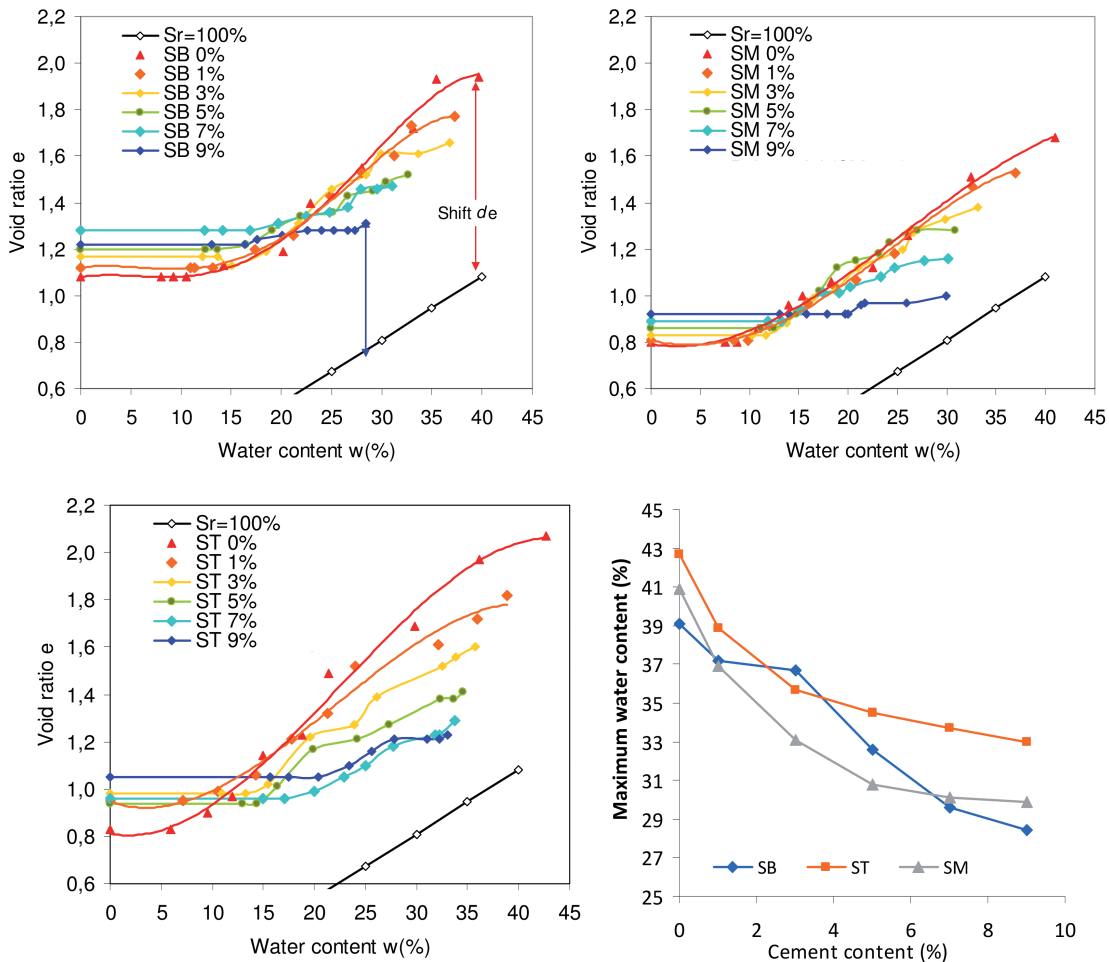 2,2
2,0
1,8
1,6
1,4
1,2
1,0
0,8
0,6
Void ratio e
Sr=100%
SB 0%
SB 1%
SB 3%
SB 5%
SB 7%
SB 9%
Shift de
0 5 10 15 20 25 30 35 40 45
Water content w(%)
2,2
2,0
1,8
1,6
1,4
1,2
1,0
0,8
0,6
Void ratio e
Sr=100%
SM 0%
SM 1%
SM 3%
SM 5%
SM 7%
SM 9%
0 5 10 15 20 25 30 35 40 45
Water content w(%)
2,2
2,0
1,8
1,6
1,4
1,2
1,0
0,8
0,6
Void ratio e
Sr=100%
ST 0%
ST 1%
ST 3%
ST 5%
ST 7%
ST 9%
0 5 10 15 20 25 30 35 40 45
Water content w(%)
45
43
41
39
37
35
33
31
29
27
25
Maximum water content (%)
SB ST SM
0 2 4 6 8 10
Cement content (%)